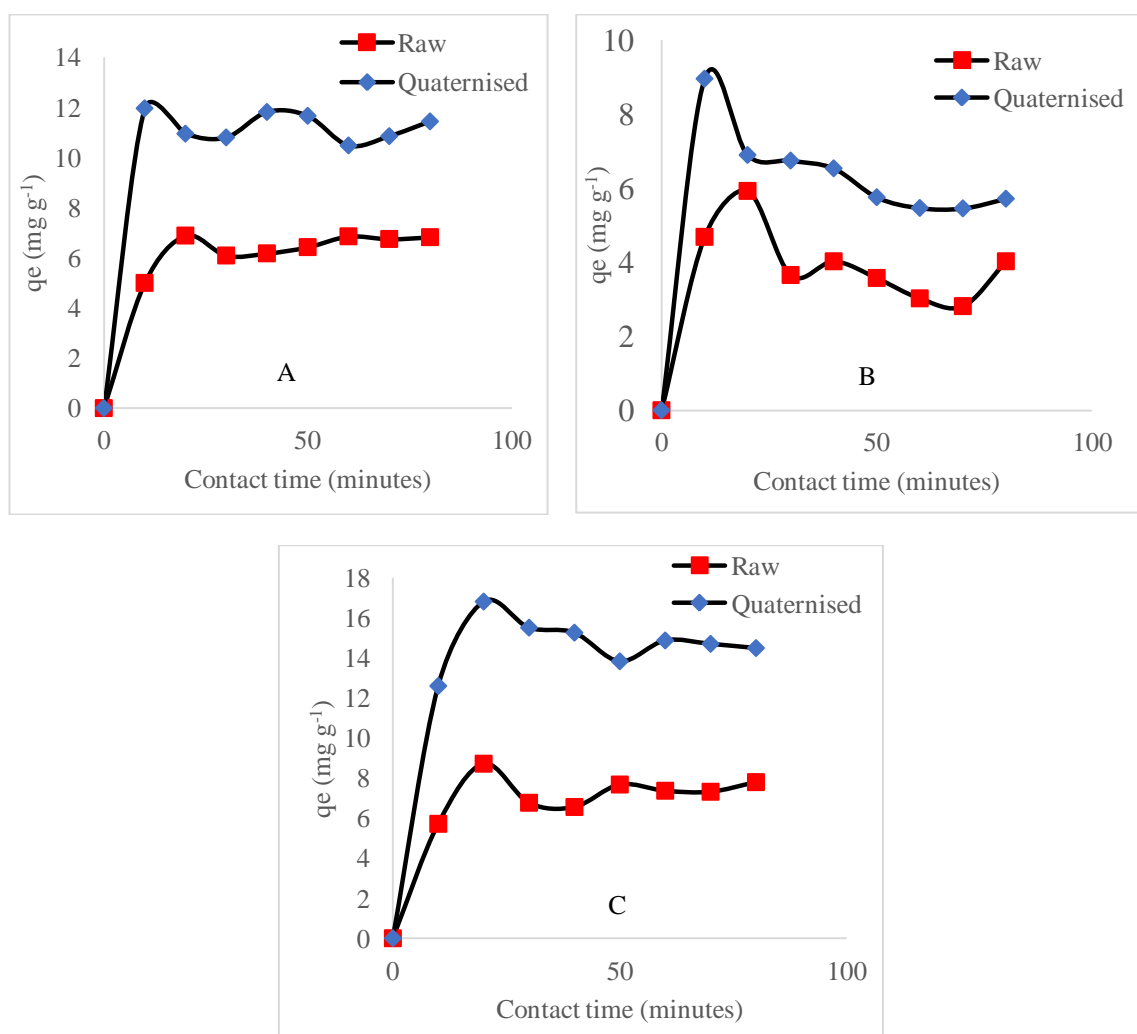 Raw
Quaternised
14
12
10
8
6
4
2
0
qe (mg g-1)
A
0 50 100
Contact time (minutes)
Raw
Quaternised
10
8
6
4
2
0
qe (mg g-1)
B
0 50 100
Contact time (minutes)
Raw
Quaternised
18
16
14
12
10
8
6
4
2
0
qe (mg g-1)
C
0 50 100
Contact time (minutes)